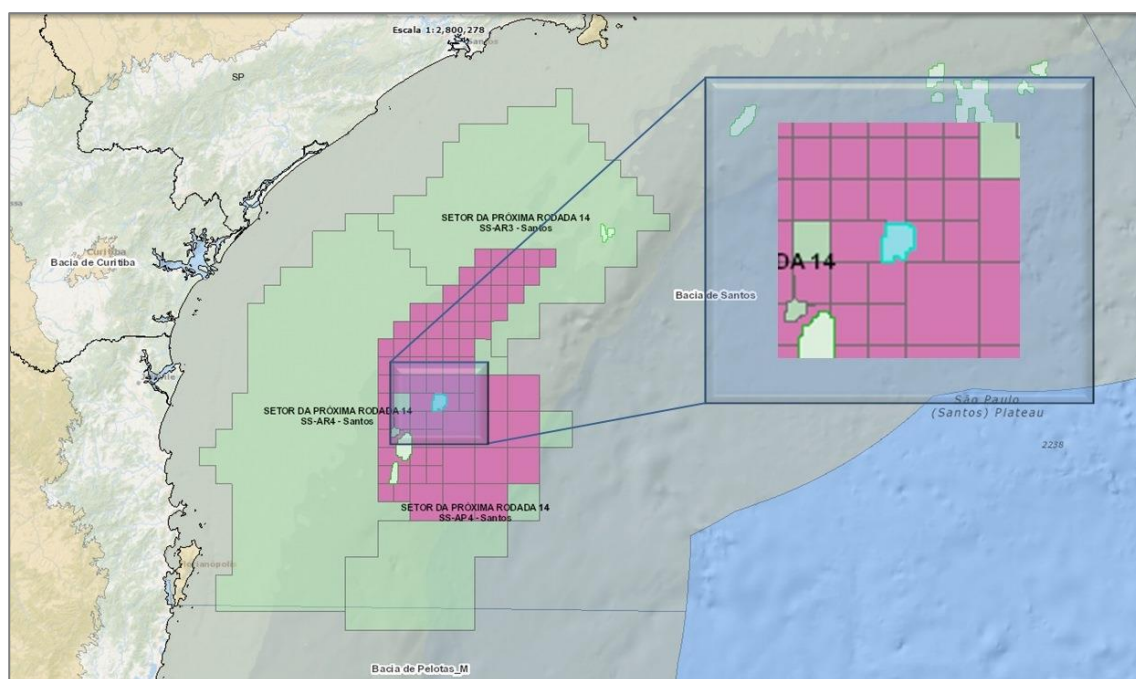 Escala 1:2,800,278
Santos
SP
SETOR DA PRÓXIMA RODADA 14
SS-AR3 - Santos
Curitiba
Bacia de Curitiba
DA 14
Bacia de Santos
São Paulo
(Santos) Plateau
SETOR DA PRÓXIMA RODADA 14
SS-AR4 - Santos
2238
SETOR DA PRÓXIMA RODADA 14
SS-AP4 - Santos
Bacia de Pelotas_M